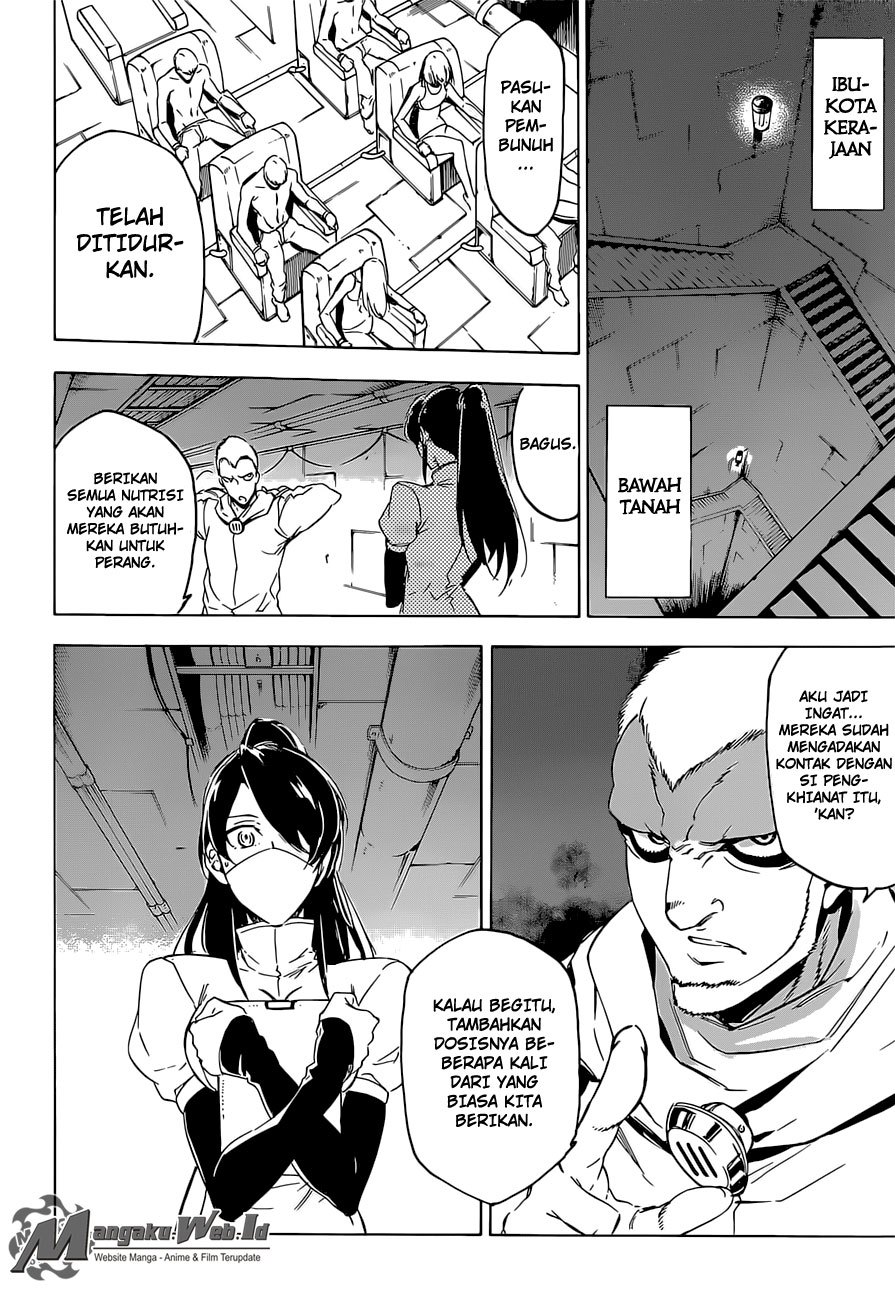 IBU-
KOTA
KERA-
JAAN
BAWAH
TANAH
PASU-
KAN
PEM-
BUNUH
...
TELAH
DITIDUR-
KAN.
BAGUS.
BERIKAN
SEMUA NUTRISI
YANG AKAN
MEREKA BUTUH-
KAN UNTUK
PERANG.
AKU JADI
INGAT...
MEREKA SUDAH
MENGADAKAN
KONTAK DENGAN
SI PENG-
KHIANAT ITU,
'KAN?
KALAU BEGITU,
TAMBAHKAN
DOSISNYA BE-
BERAPA KALI
DARI YANG
BIASA KITA
BERIKAN.
Mangaku.Web.Id
Website Manga - Anime & Film Terupdate